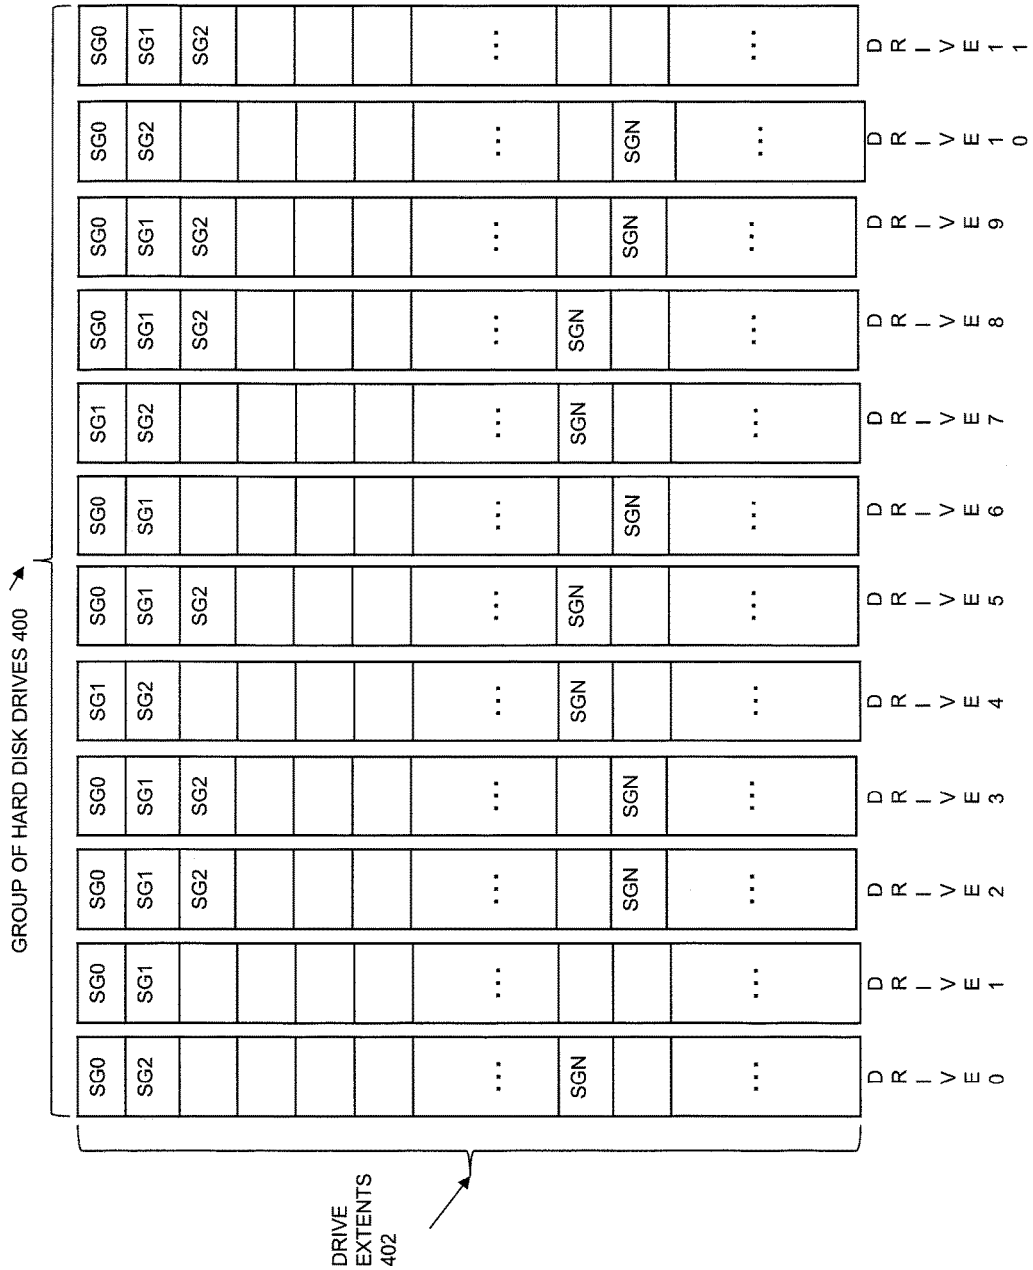 GROUP OF HARD DISK DRIVES 400
SG0 SG0 SG0 SG0 SG1 SG0 SG0 SG1 SG0 SG0 SG0 SG0
SG2 SG1 SG1 SG1 SG2 SG1 SG1 SG2 SG1 SG1 SG2 SG1
SG2 SG2 SG2 SG2 SG2 SG2
DRIVE
EXTENTS
402
... ... ... ... ... ... ... ... ... ... ... ...
SGN SGN SGN SGN SGN
SGN SGN SGN SGN SGN
... ... ... ... ... ... ... ... ... ... ... ...
DRIVE 0
DRIVE 1
DRIVE 2
DRIVE 3
DRIVE 4
DRIVE 5
DRIVE 6
DRIVE 7
DRIVE 8
DRIVE 9
DRIVE 10
DRIVE 11